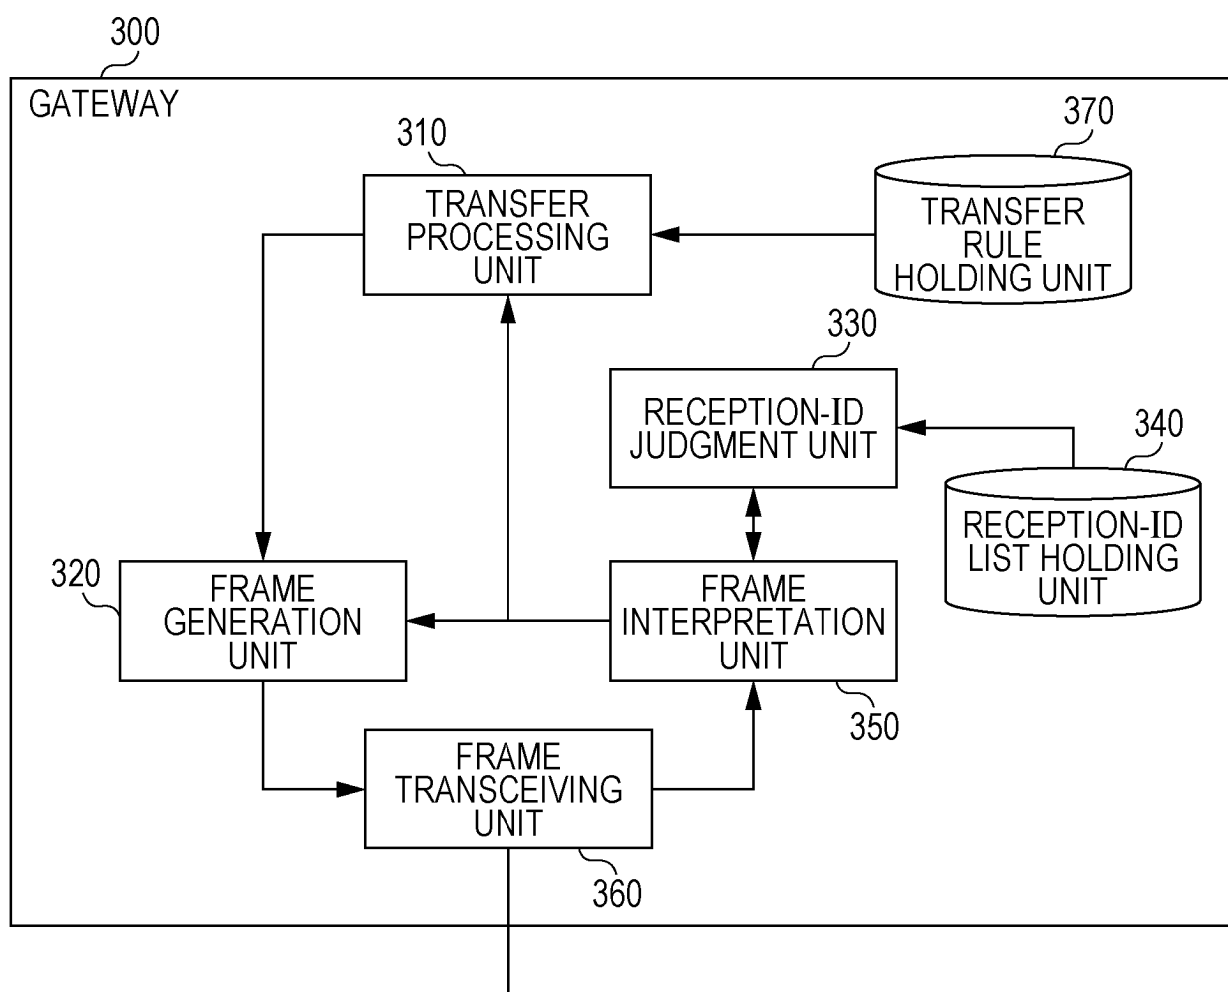 300
GATEWAY
310
TRANSFER
PROCESSING
UNIT
370
TRANSFER
RULE
HOLDING UNIT
330
RECEPTION-ID
JUDGMENT UNIT
340
RECEPTION-ID
LIST HOLDING
UNIT
320
FRAME
GENERATION
UNIT
FRAME
INTERPRETATION
UNIT
350
FRAME
TRANSCEIVING
UNIT
360